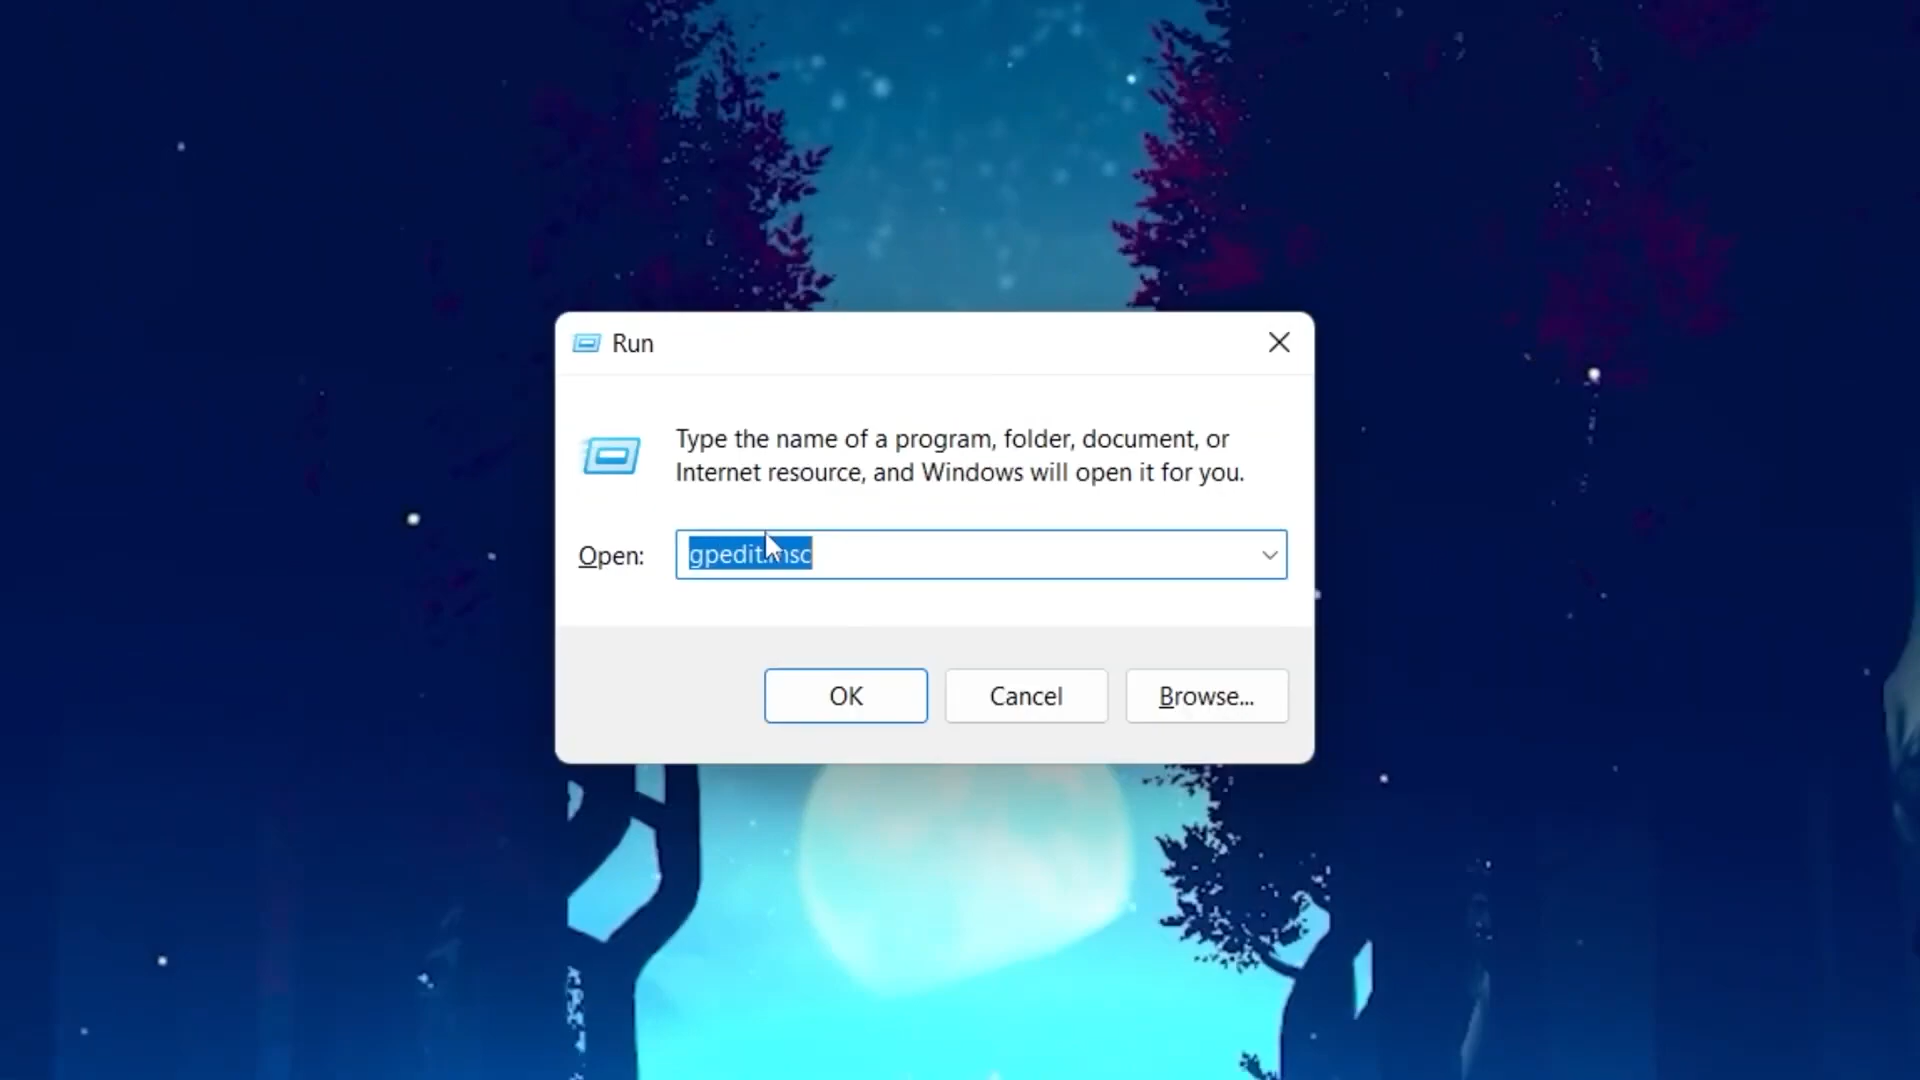 Run
Type the name of a program, folder, document, or
Internet resource, and Windows will open it for you.
Open: gpedit.msc
OK Cancel Browse...